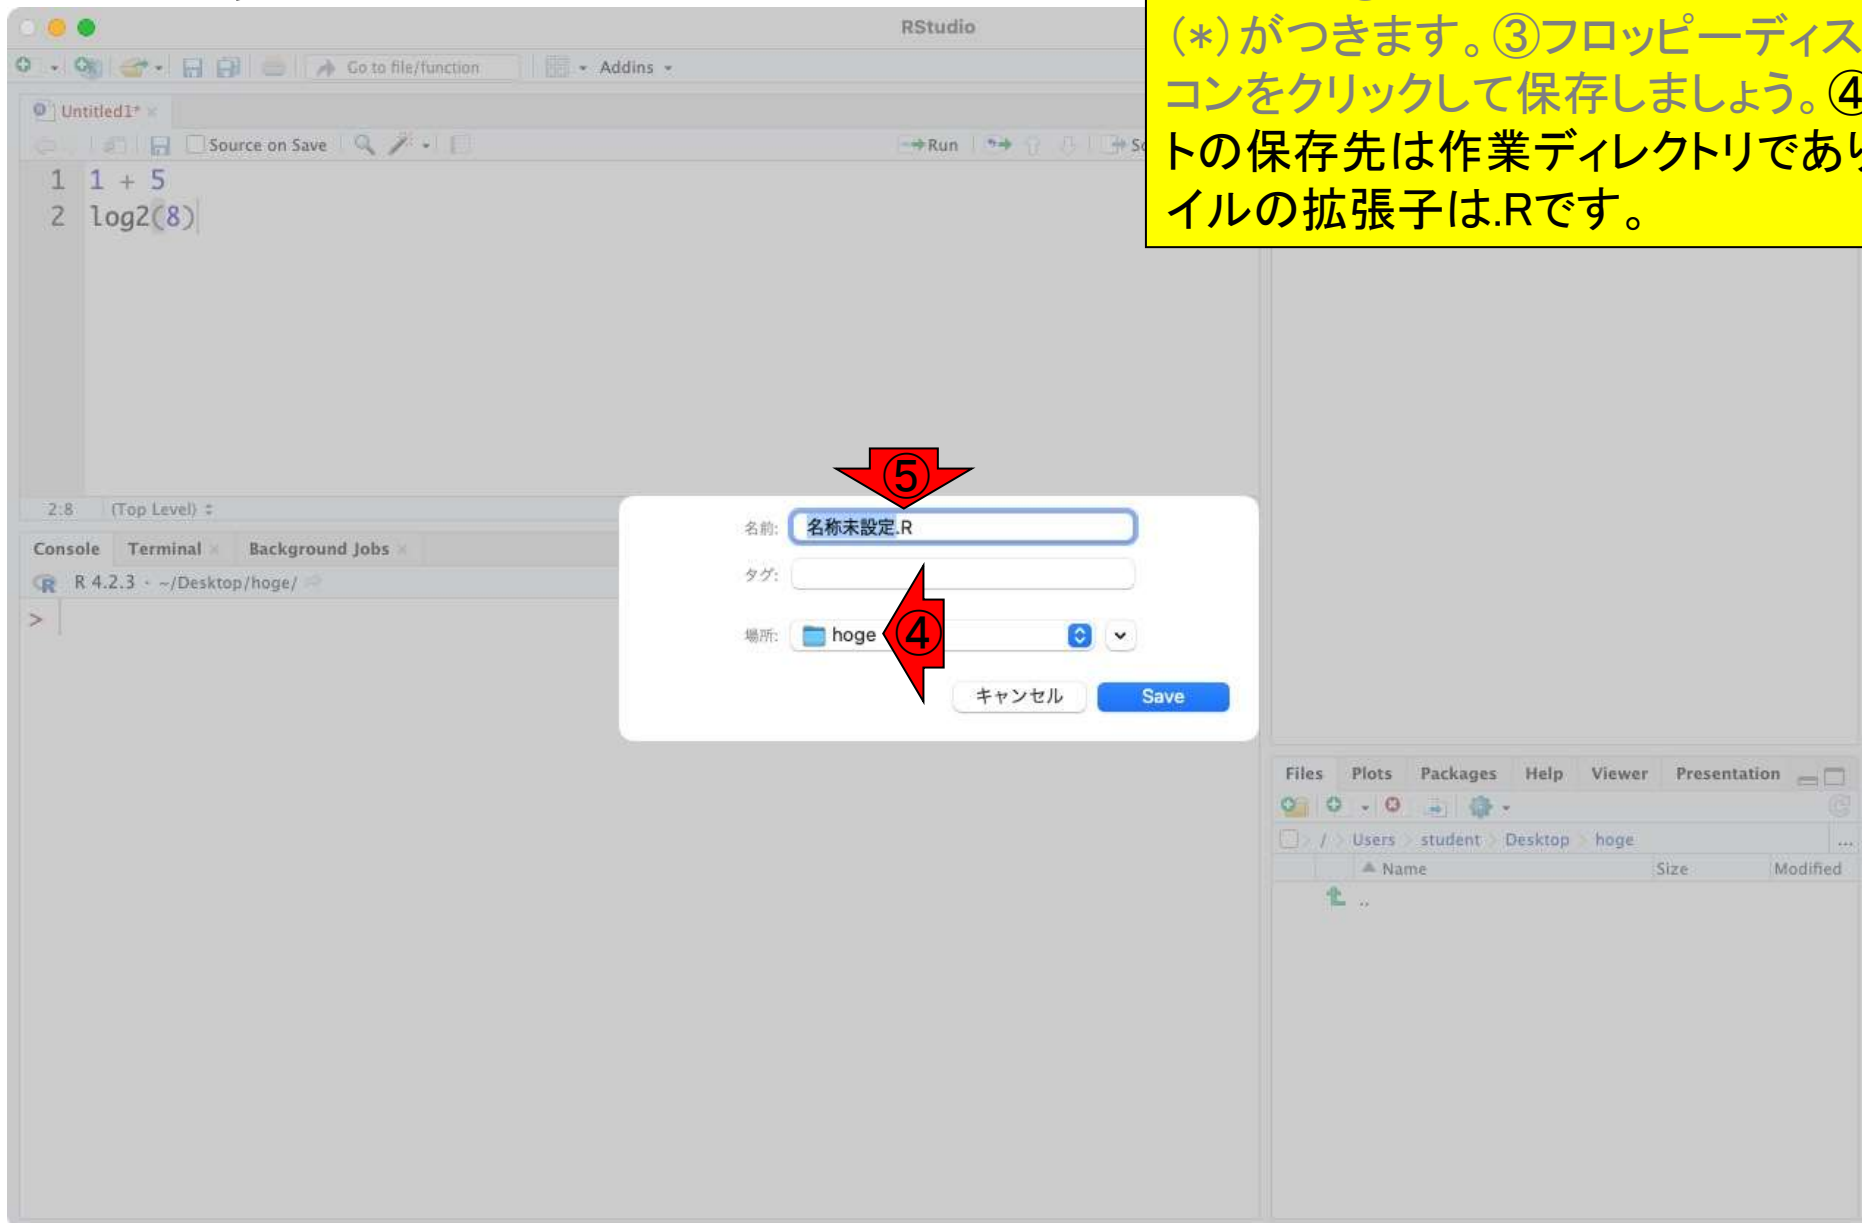 RStudio
(*)がつきます。③フロッピーディス
コンをクリックして保存しましょう。④
トの保存先は作業ディレクトリであり
イルの拡張子は.Rです。
Go to file/function
Addins
Untitled1*
Source on Save
Run
1 1 + 5
2 log2(8)
2:8 (Top Level)
Console Terminal Background Jobs
R 4.2.3 · ~/Desktop/hoge/
>
⑤
名前: 名称未設定.R
タグ:
場所: hoge
④
キャンセル Save
Files Plots Packages Help Viewer Presentation
/ Users student Desktop hoge ...
Name Size Modified
..